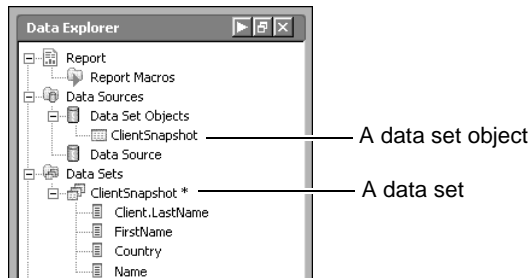 Data Explorer
Report
Report Macros
Data Sources
Data Set Objects
ClientSnapshot
A data set object
Data Source
Data Sets
ClientSnapshot *
A data set
Client.LastName
FirstName
Country
Name